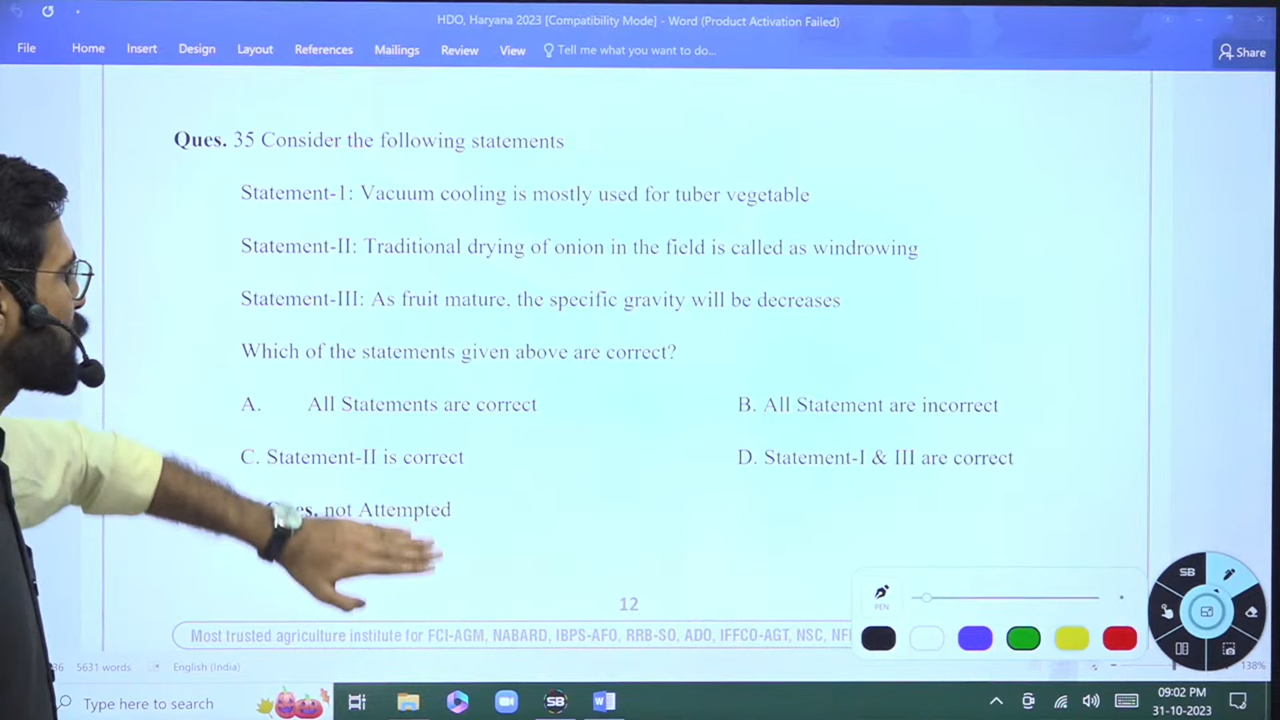 HDO, Haryana 2023 [Compatibility Mode] - Word (Product Activation Failed)
File Home Insert Design Layout References Mailings Review View Tell me what you want to do... Share
Ques. 35 Consider the following statements
Statement-1: Vacuum cooling is mostly used for tuber vegetable
Statement-II: Traditional drying of onion in the field is called as windrowing
Statement-III: As fruit mature, the specific gravity will be decreases
Which of the statements given above are correct?
A. All Statements are correct B. All Statement are incorrect
C. Statement-II is correct D. Statement-I & III are correct
not Attempted
SB
PEN
12
Most trusted agriculture institute for FCI-AGM, NABARD, IBPS-AFO, RRB-SO, ADO, IFFCO-AGT, NSC,
36 5631 words English (India) 138%
Type here to search SB W 09:02 PM
31-10-2023